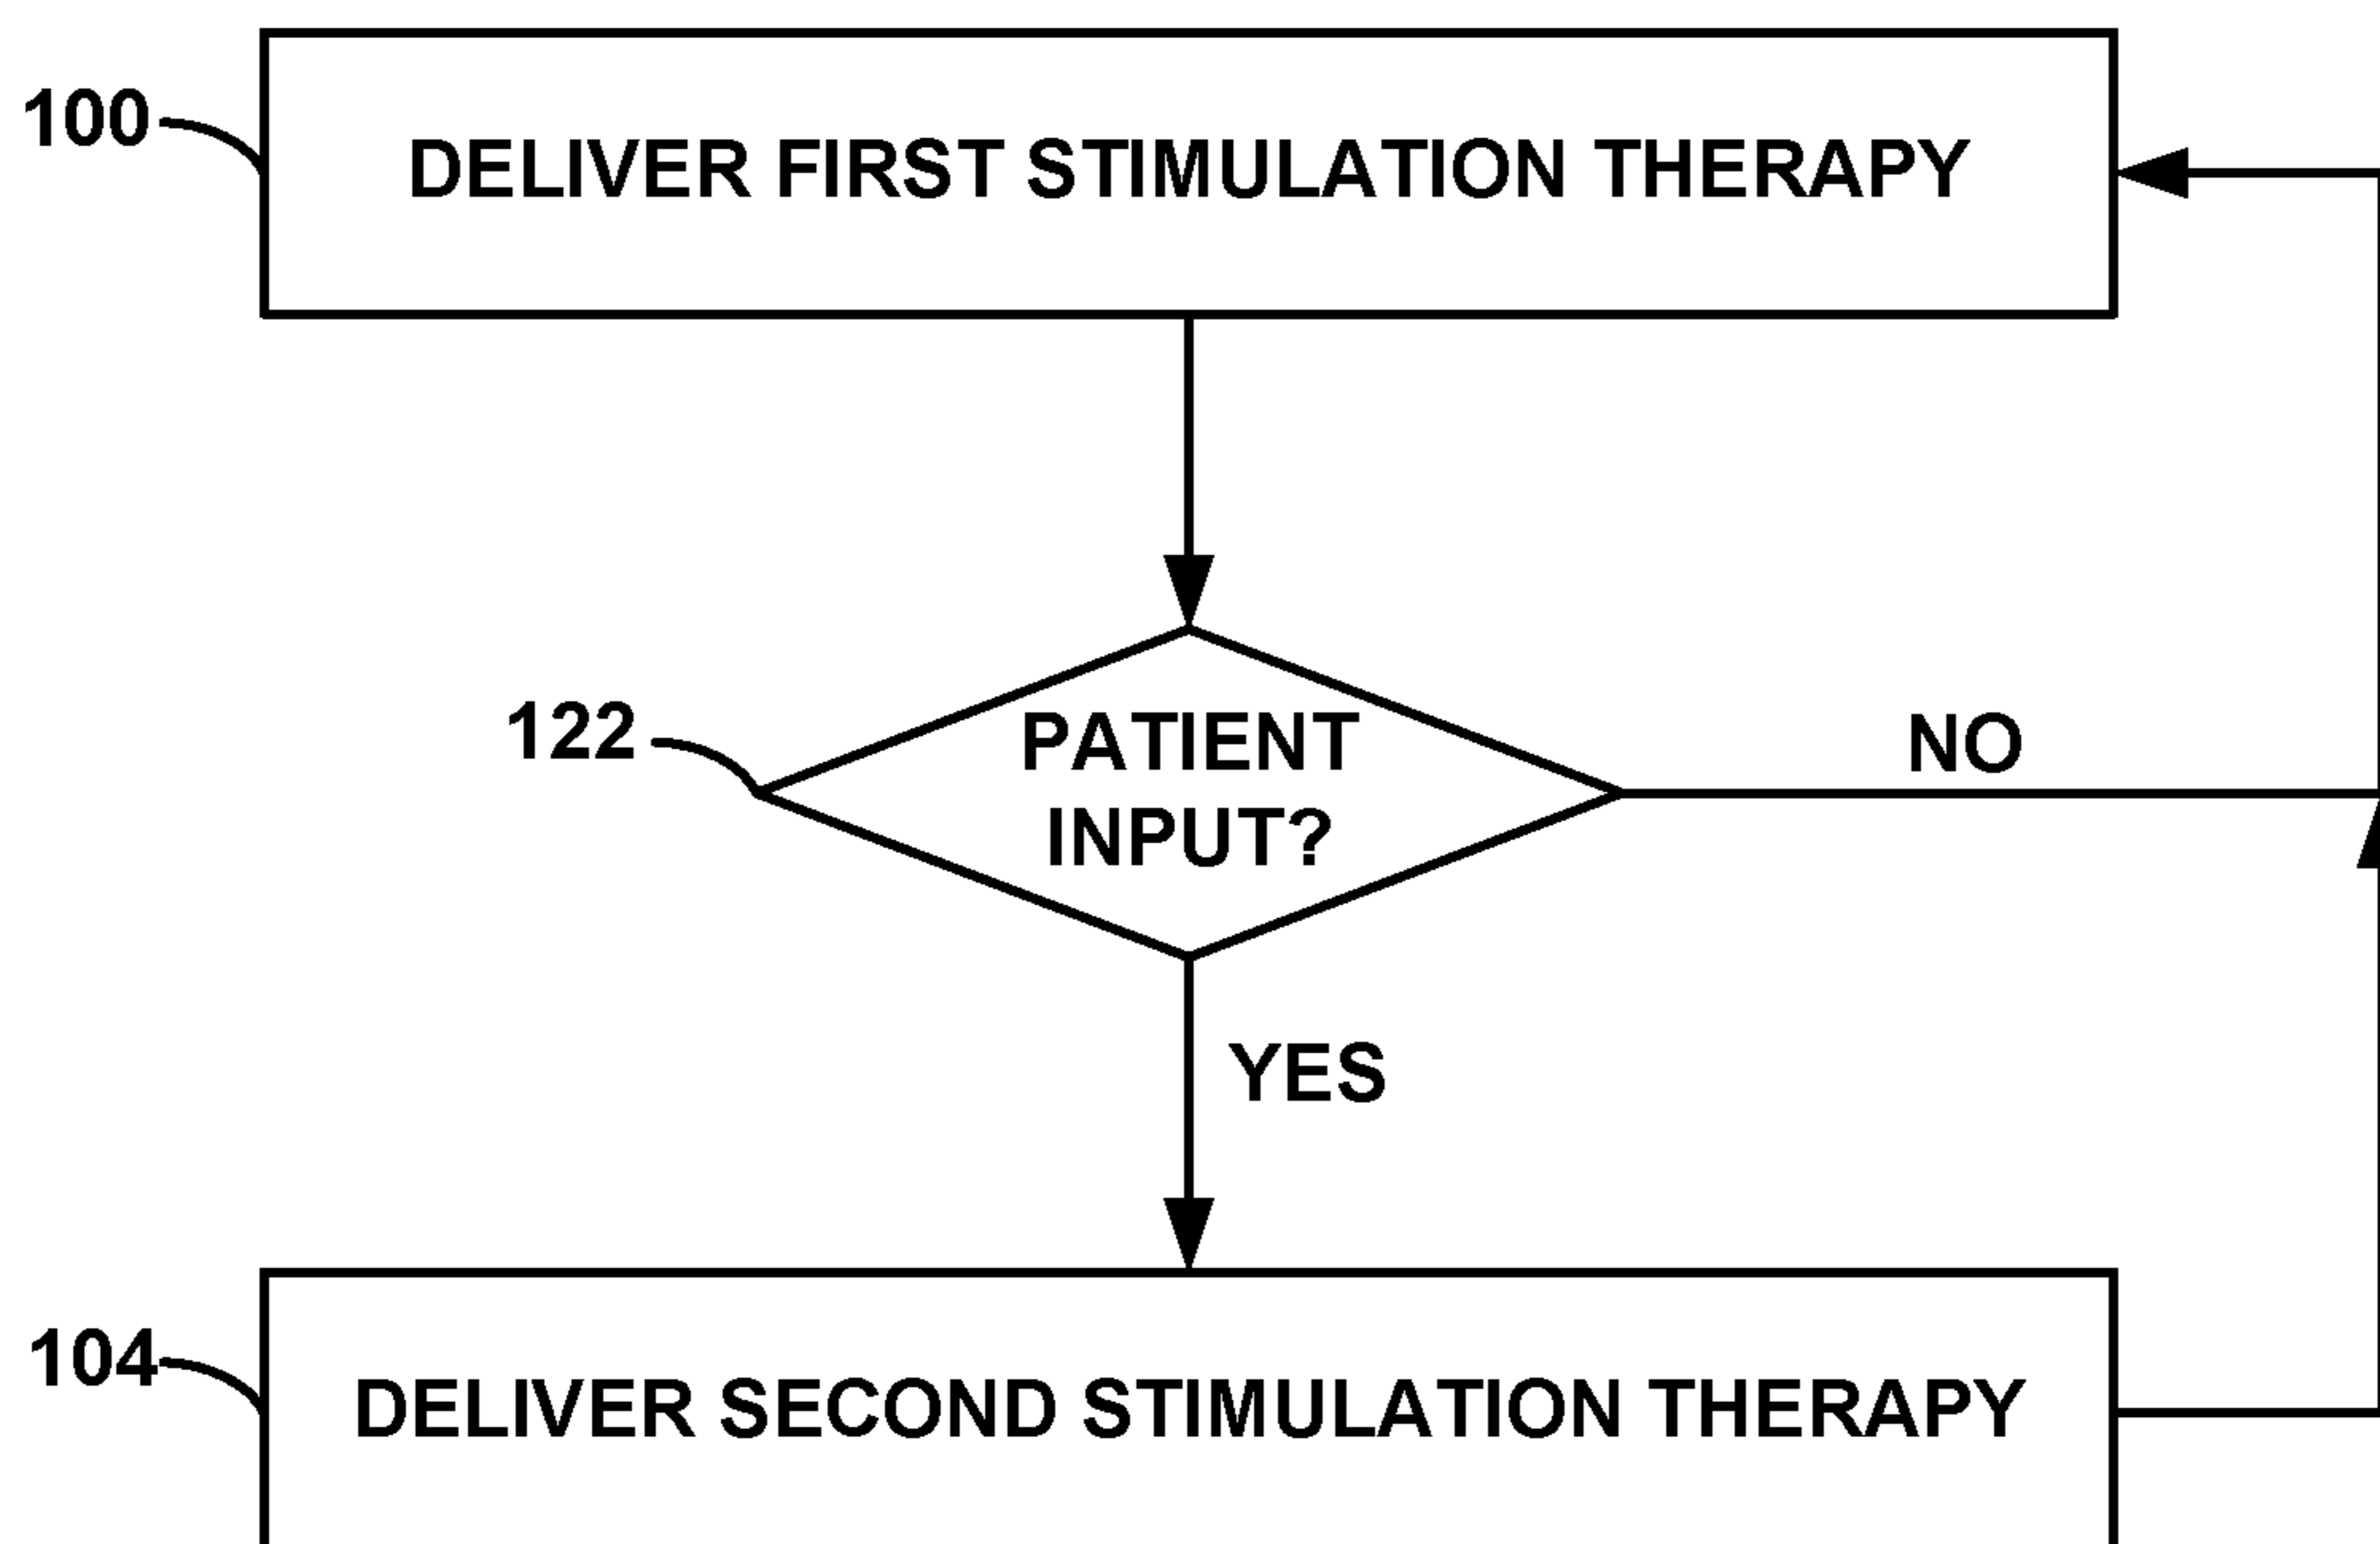 100
DELIVER FIRST STIMULATION THERAPY
122
PATIENT
INPUT?
NO
YES
104
DELIVER SECOND STIMULATION THERAPY